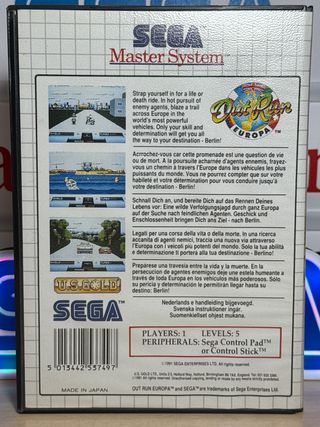 SEGA
Master System™
Strap yourself in for a life or
death ride. In hot pursuit of
enemy agents, blaze a trail
across Europe in the
world's most powerful
vehicles. Only your skill and
determination will get you all
the way to your destination - Berlin!
Out Run
EUROPA™
Accrochez-vous car cette promenade est une question de vie
ou de mort. A la poursuite acharnée d'agents ennemis, frayez-
vous un chemin à travers l'Europe dans les véhicules les plus
puissants du monde. Vous ne pourrez compter que sur votre
habileté et votre détermination pour vous conduire jusqu'à
votre destination - Berlin!
Schnall Dich an, und bereite Dich auf das Rennen Deines
Lebens vor: Eine wilde Verfolgungsjagd durch ganz Europa
auf der Suche nach feindlichen Agenten. Geschick und
Entschlossenheit bringen Dich ans Ziel - nach Berlin.
Legati per una corsa della vita o della morte. In una ricerca
accanita di agenti nemici, traccia una nuova via attraverso
l'Europa con i veicoli più potenti del mondo. Solo la tua abilità
e determinazione ti porterà alla tua destinazione - Berlino!
Preparese una verdadera entre la vida y la muerte. En la
persecución de agentes enemigos deje una estela humeante a
través de toda Europa en los vehículos más poderosos. Sólo
su pericia y determinación le permitirán llegar hasta su
destino: Berlin!
U.S. GOLD
SEGA
Nederlands e handleiding bijgevoegd.
Svenska instruktioner ingår.
Suomenkieliset ohjeet mukana.
PLAYERS: 1 LEVELS: 5
PERIPHERALS: Sega Control Pad™
or Control Stick™
5 013442 537497
MADE IN JAPAN
©1991 SEGA ENTERPRISES LTD.
OUT RUN EUROPA™ and SEGA™ are trademarks of Sega Enterprises Ltd.